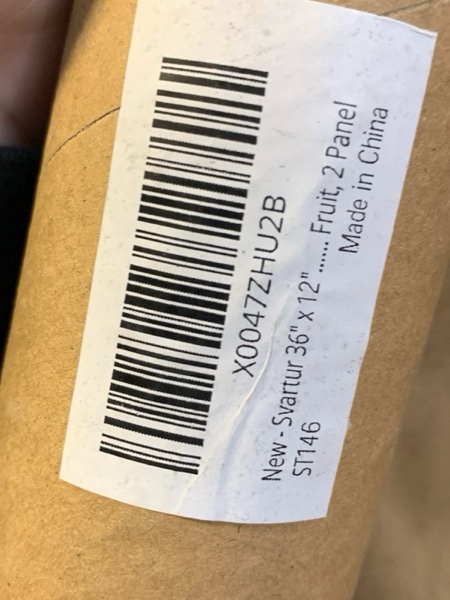 X0047ZHU2B
New - Svartur 36" x 12"...... Fruit, 2 Panel
ST146
Made in China